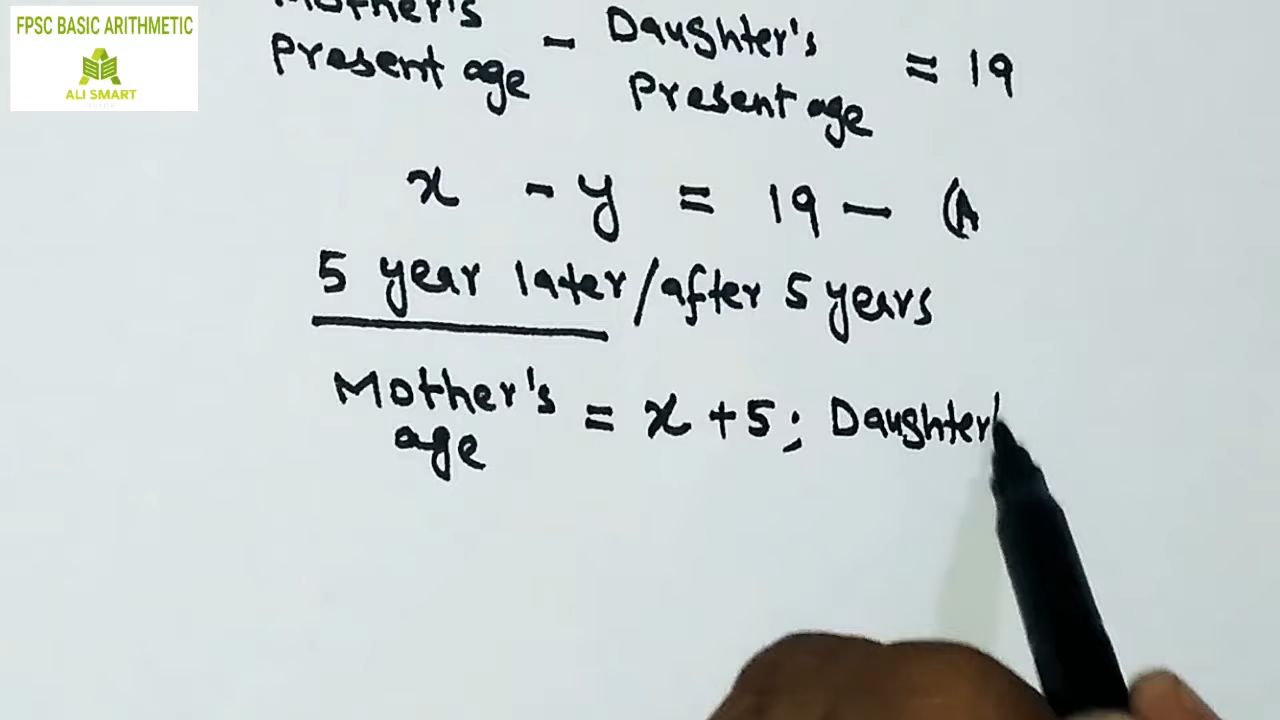 FPSC BASIC ARITHMETIC
ALI SMART
Mother's
Present age - Daughter's
Present age = 19
x - y = 19 — (A
5 year later/after 5 years
Mother's
age = x + 5; Daughter'